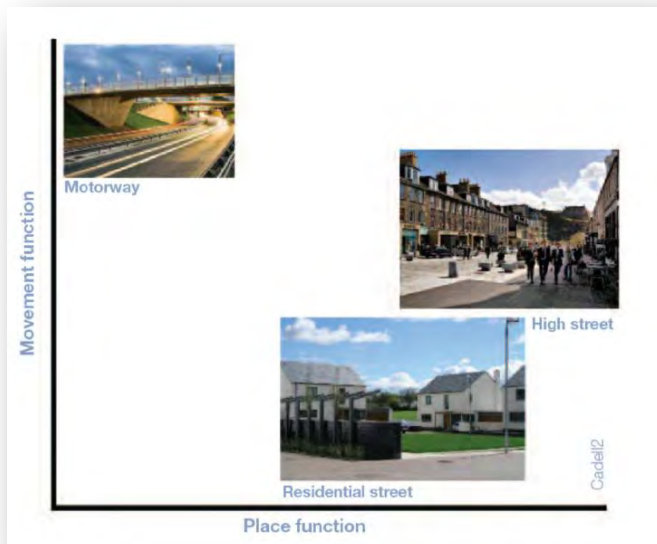 Movement function
Motorway
High street
Residential street
Cadell2
Place function